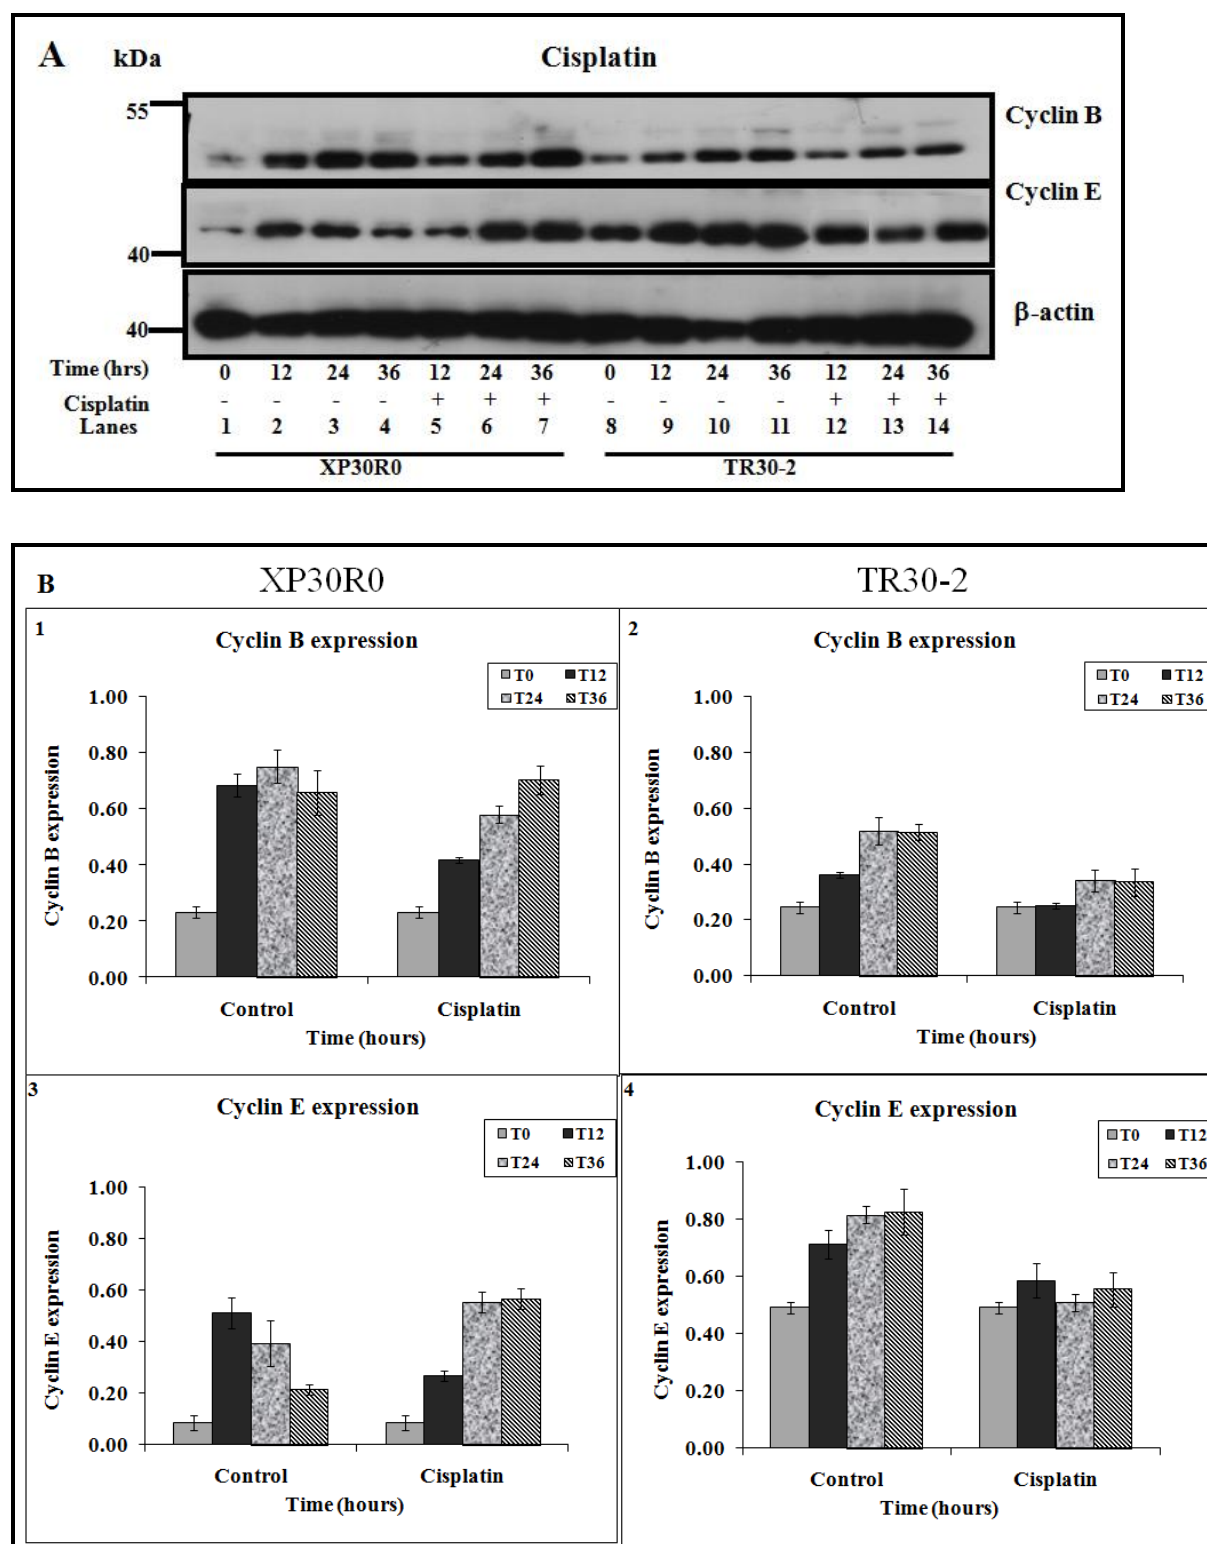 A kDa Cisplatin
55
Cyclin B
Cyclin E
40
β-actin
40
Time (hrs) 0 12 24 36 12 24 36 0 12 24 36 12 24 36
Cisplatin - - - - + + + - - - - + + +
Lanes 1 2 3 4 5 6 7 8 9 10 11 12 13 14
XP30R0 TR30-2
B XP30R0 TR30-2
1
Cyclin B expression
T0 T12
T24 T36
1.00
0.80
0.60
0.40
0.20
0.00
Cyclin B expression
Control Cisplatin
Time (hours)
2
Cyclin B expression
T0 T12
T24 T36
1.00
0.80
0.60
0.40
0.20
0.00
Cyclin B expression
Control Cisplatin
Time (hours)
3
Cyclin E expression
T0 T12
T24 T36
1.00
0.80
0.60
0.40
0.20
0.00
Cyclin E expression
Control Cisplatin
Time (hours)
4
Cyclin E expression
T0 T12
T24 T36
1.00
0.80
0.60
0.40
0.20
0.00
Cyclin E expression
Control Cisplatin
Time (hours)